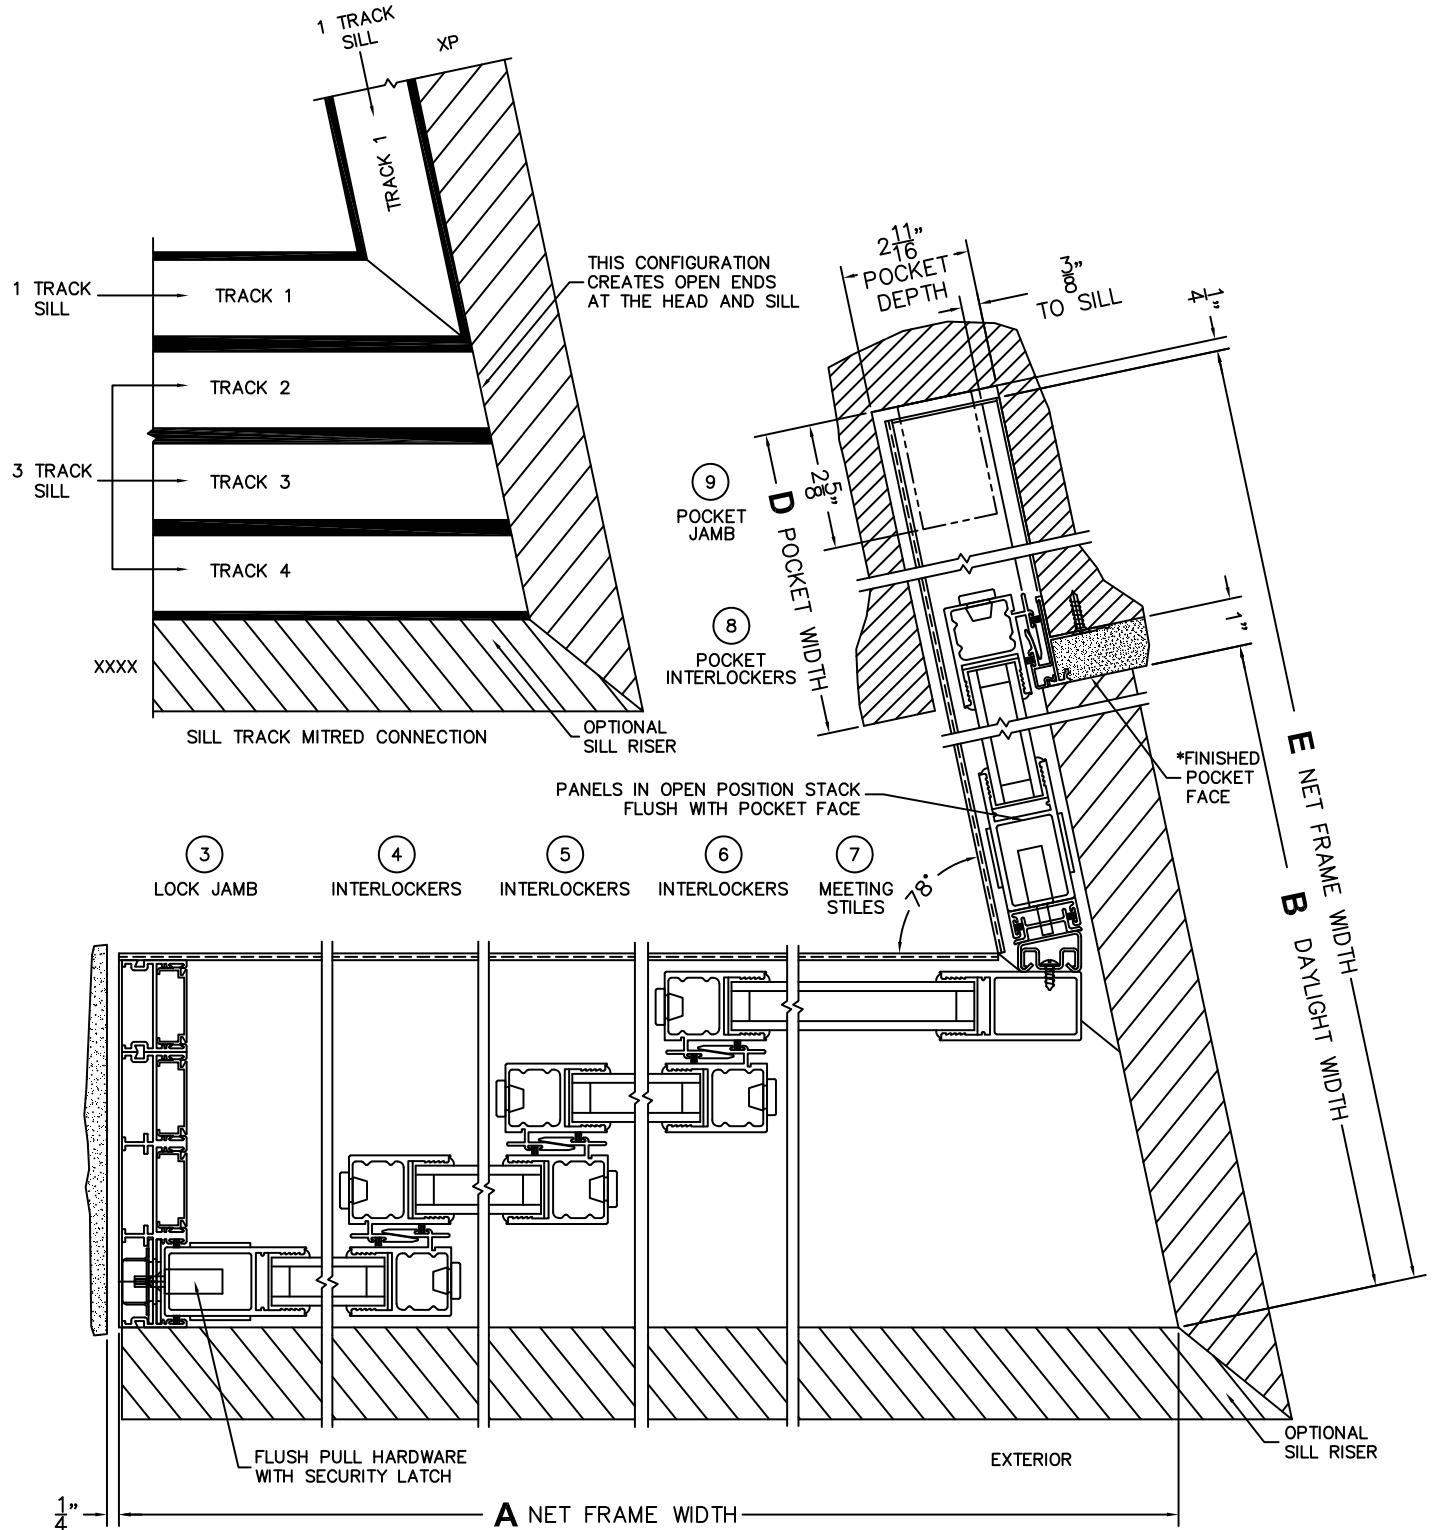 1 TRACK
SILL
XP
TRACK 1
1 TRACK
SILL
TRACK 1
TRACK 2
3 TRACK
SILL
TRACK 3
TRACK 4
XXXX
SILL TRACK MITRED CONNECTION
OPTIONAL
SILL RISER
THIS CONFIGURATION
CREATES OPEN ENDS
AT THE HEAD AND SILL
2 11/16"
POCKET
DEPTH
3/8"
TO SILL
1/4"
9
POCKET
JAMB
2 5/8"
D POCKET WIDTH
8
POCKET
INTERLOCKERS
1"
*FINISHED
POCKET
FACE
E NET FRAME WIDTH
B DAYLIGHT WIDTH
PANELS IN OPEN POSITION STACK
FLUSH WITH POCKET FACE
3
LOCK JAMB
4
INTERLOCKERS
5
INTERLOCKERS
6
INTERLOCKERS
7
MEETING
STILES
78°
FLUSH PULL HARDWARE
WITH SECURITY LATCH
EXTERIOR
OPTIONAL
SILL RISER
1/4"
A NET FRAME WIDTH